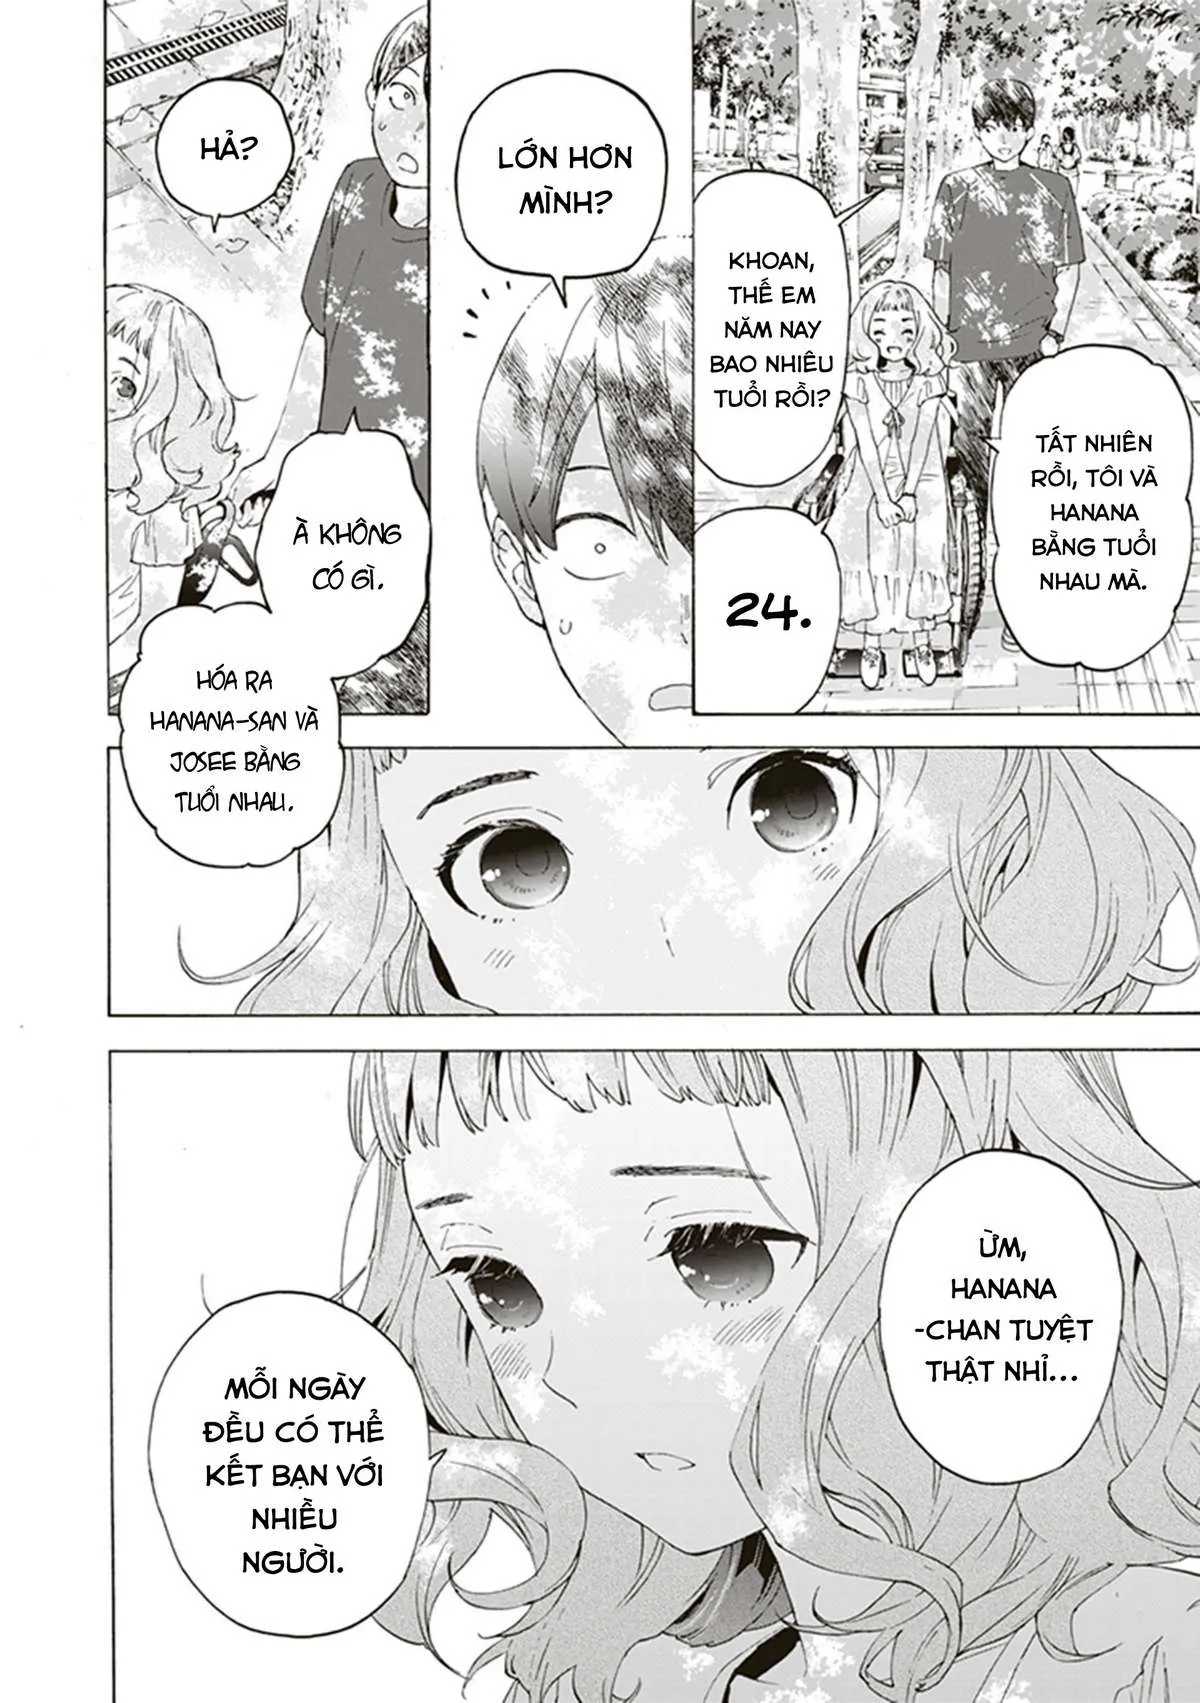 TẤT NHIÊN
RỒI, TÔI VÀ
HANANA
BẰNG TUỔI
NHAU MÀ.
KHOAN,
THẾ EM
NĂM NAY
BAO NHIÊU
TUỔI RỒI?
24.
LỚN HƠN
MÌNH?
HẢ?
À KHÔNG
CÓ GÌ.
HÓA RA
HANANA-SAN VÀ
JOSEE BẰNG
TUỔI NHAU.
ỪM,
HANANA
-CHAN TUYỆT
THẬT NHỈ...
MỖI NGÀY
ĐỀU CÓ THỂ
KẾT BẠN VỚI
NHIỀU
NGƯỜI.